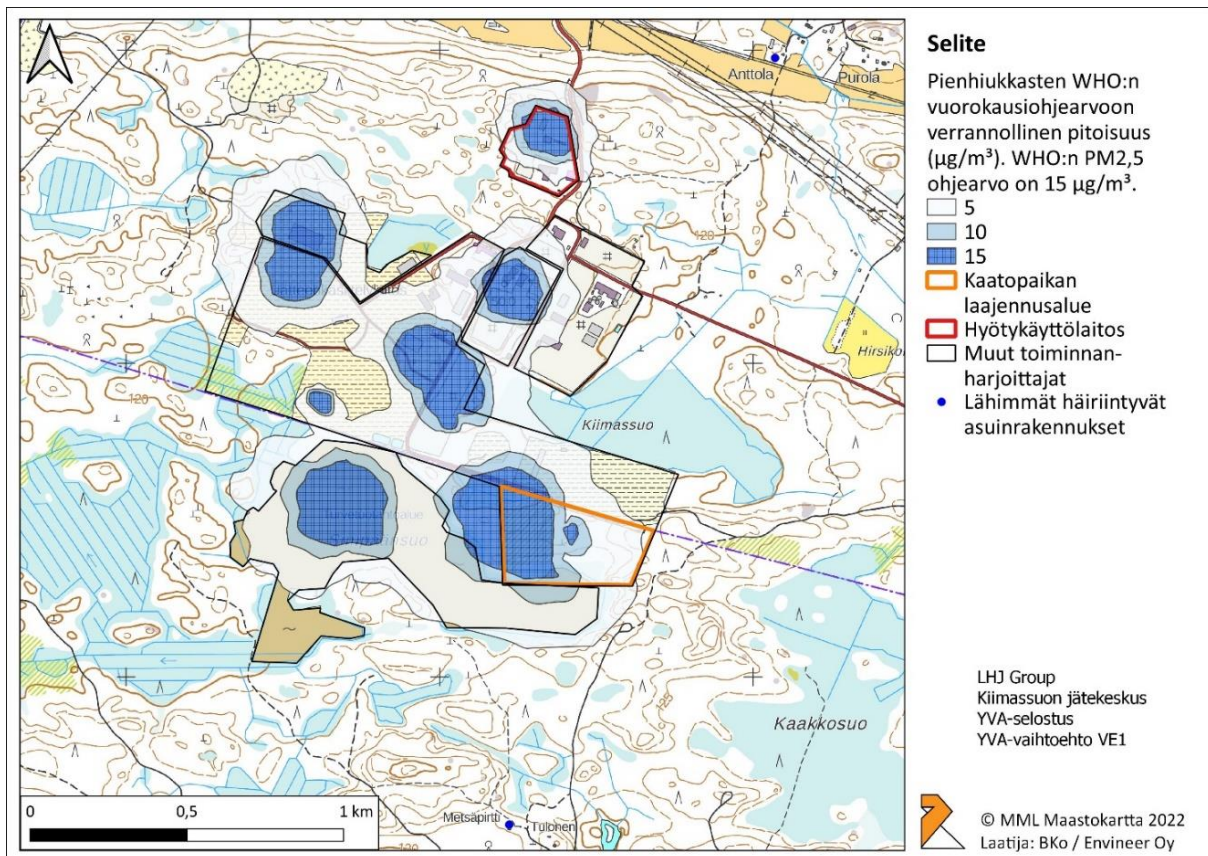 Selite
Pienhiukkasten WHO:n
vuorokausiohjearvoon
verrannollinen pitoisuus
(µg/m³). WHO:n PM2,5
ohjearvo on 15 µg/m³.
5
10
15
Kaatopaikan
laajennusalue
Hyötykäyttölaitos
Muut toiminnan-
harjoittajat
Lähimmät häiriintyvät
asuinrakennukset
Anttola
Purola
120
Kiimassuo
120
125
Kaakkosuo
Metsäpirtti
Tulonen
0
0,5
1 km
LHJ Group
Kiimassuon jätekeskus
YVA-selostus
YVA-vaihtoehto VE1
© MML Maastokartta 2022
Laatija: BKo / Envineer Oy